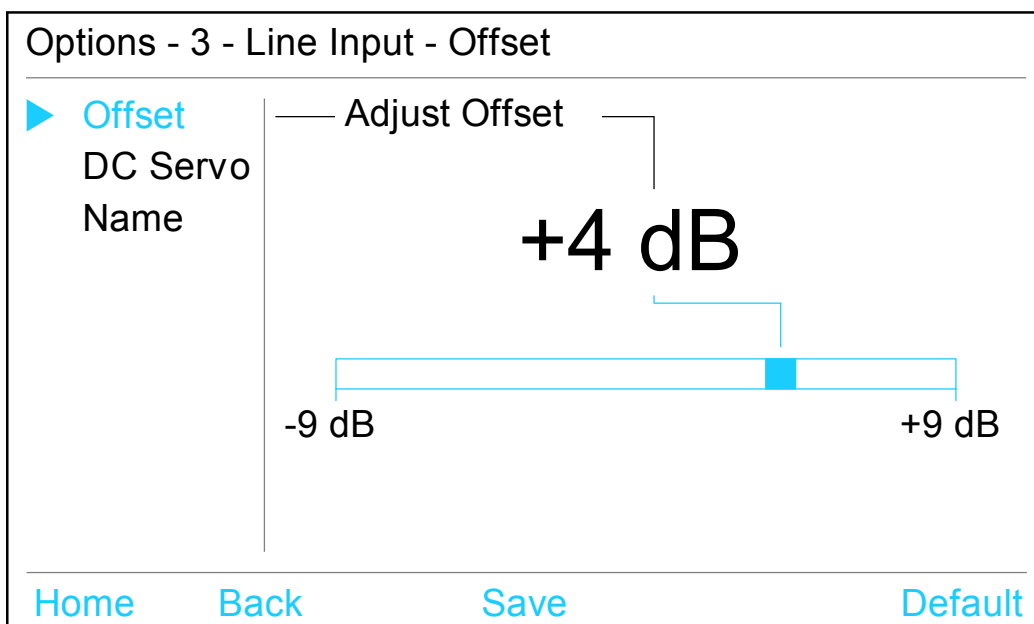 Options - 3 - Line Input - Offset
Offset
DC Servo
Name
Adjust Offset
+4 dB
-9 dB
+9 dB
Home Back Save Default